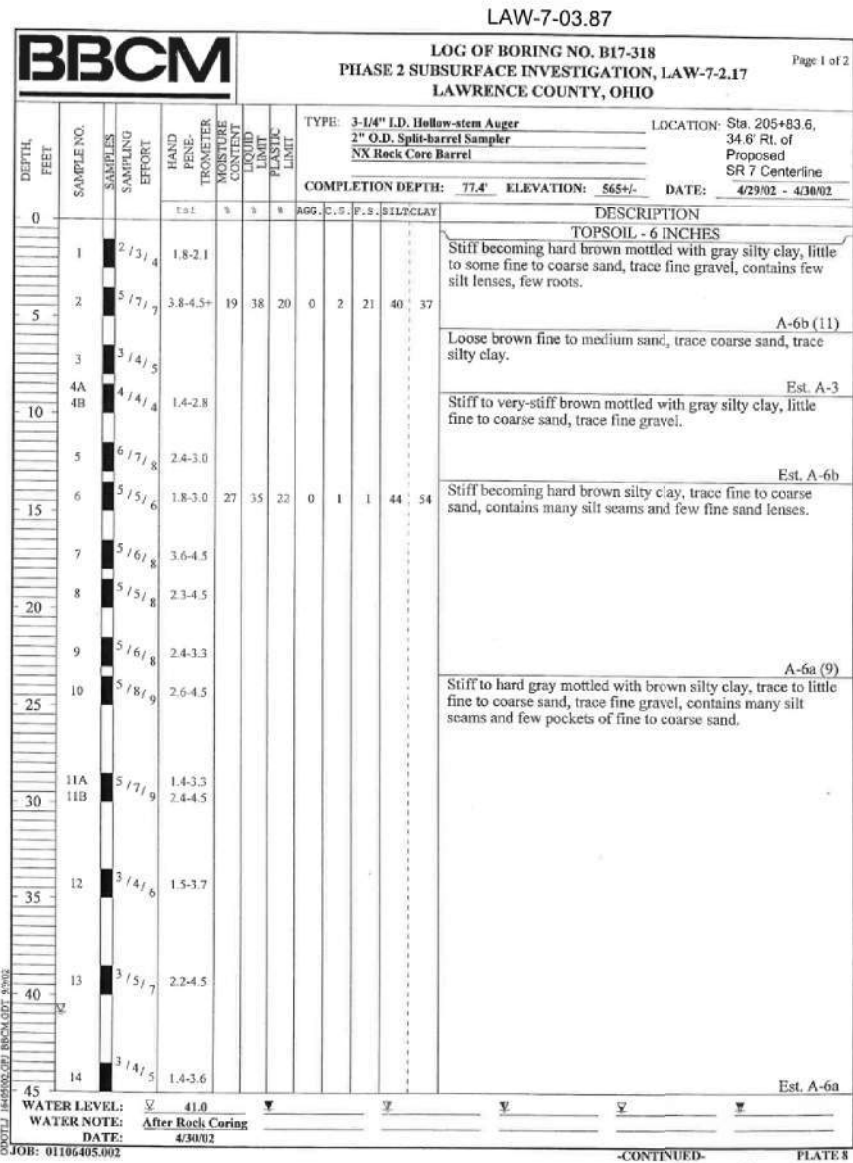 LAW-7-03.87
BBCM
LOG OF BORING NO. B17-318
PHASE 2 SUBSURFACE INVESTIGATION, LAW-7-2.17
LAWRENCE COUNTY, OHIO
Page 1 of 2
DEPTH, FEET
SAMPLE NO.
SAMPLES
SAMPLING EFFORT
HAND PENE-TROMETER
MOISTURE CONTENT
LIQUID LIMIT
PLASTIC LIMIT
TYPE: 3-1/4" I.D. Hollow-stem Auger
2" O.D. Split-barrel Sampler
NX Rock Core Barrel
LOCATION: Sta. 205+83.6,
34.6' Rt. of
Proposed
SR 7 Centerline
COMPLETION DEPTH: 77.4' ELEVATION: 565+/- DATE: 4/29/02 - 4/30/02
tsf % % % AGG. C.S. F.S. SILT CLAY DESCRIPTION
0
TOPSOIL - 6 INCHES
1 2/3/4 1.8-2.1
Stiff becoming hard brown mottled with gray silty clay, little
to some fine to coarse sand, trace fine gravel, contains few
silt lenses, few roots.
2 5/7/7 3.8-4.5+ 19 38 20 0 2 21 40 37
5
A-6b (11)
Loose brown fine to medium sand, trace coarse sand, trace
silty clay.
3 3/4/5
Est. A-3
4A
4B 4/4/4 1.4-2.8
10
Stiff to very-stiff brown mottled with gray silty clay, little
fine to coarse sand, trace fine gravel.
5 6/7/8 2.4-3.0
Est. A-6b
6 5/5/6 1.8-3.0 27 35 22 0 1 1 44 54
15
Stiff becoming hard brown silty clay, trace fine to coarse
sand, contains many silt seams and few fine sand lenses.
7 5/6/8 3.6-4.5
8 5/5/8 2.3-4.5
20
9 5/6/8 2.4-3.3
A-6a (9)
10 5/8/9 2.6-4.5
25
Stiff to hard gray mottled with brown silty clay, trace to little
fine to coarse sand, trace fine gravel, contains many silt
seams and few pockets of fine to coarse sand.
11A 5/7/9 1.4-3.3
11B 2.4-4.5
30
12 3/4/6 1.5-3.7
35
13 3/5/7 2.2-4.5
40
14 3/4/5 1.4-3.6
45
Est. A-6a
WATER LEVEL: 41.0
WATER NOTE: After Rock Coring
DATE: 4/30/02
JOB: 01106405.002
-CONTINUED-
PLATE 8